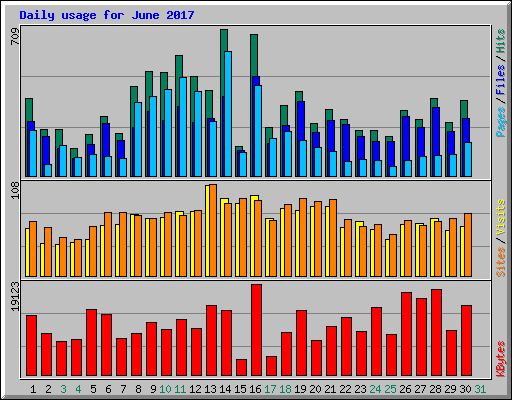 Daily usage for June 2017
709
Pages / Files / Hits
108
Sites / Visits
19123
KBytes
1 2 3 4 5 6 7 8 9 10 11 12 13 14 15 16 17 18 19 20 21 22 23 24 25 26 27 28 29 30 31